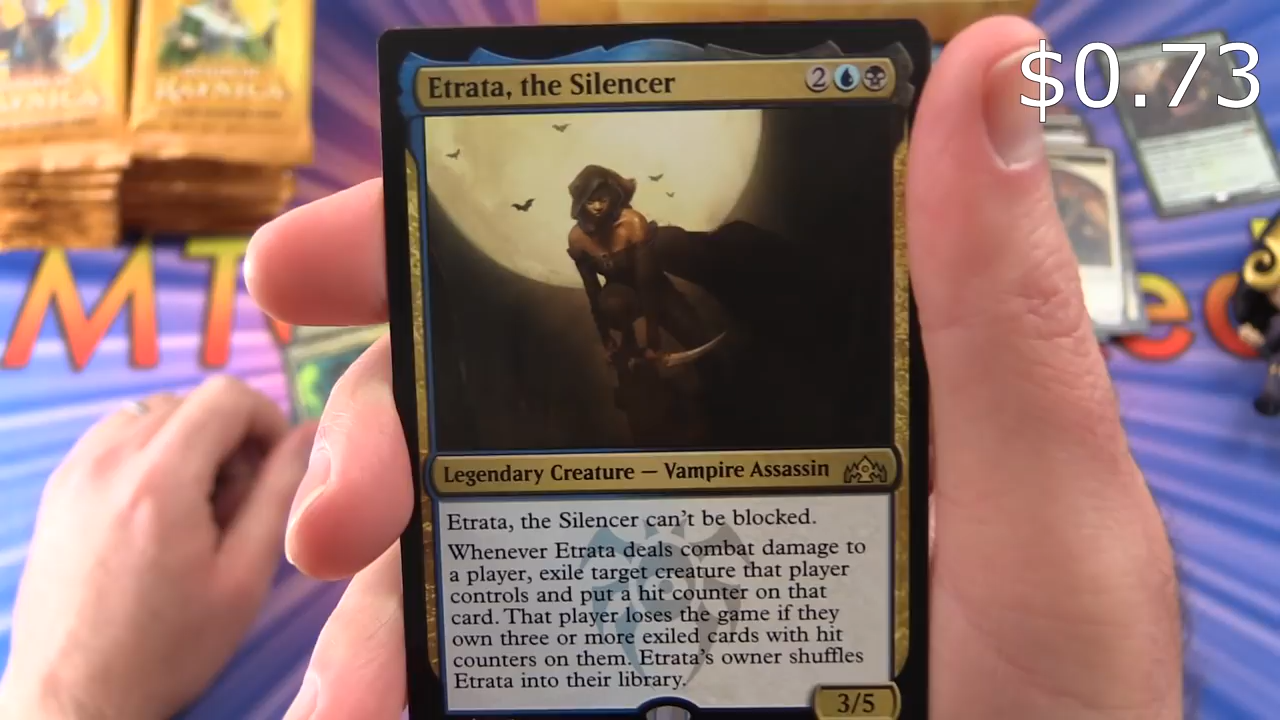 $0.73
Etrata, the Silencer 2
Legendary Creature — Vampire Assassin
Etrata, the Silencer can't be blocked.
Whenever Etrata deals combat damage to
a player, exile target creature that player
controls and put a hit counter on that
card. That player loses the game if they
own three or more exiled cards with hit
counters on them. Etrata's owner shuffles
Etrata into their library.
3/5
RAVNICA
RAVNICA
MT